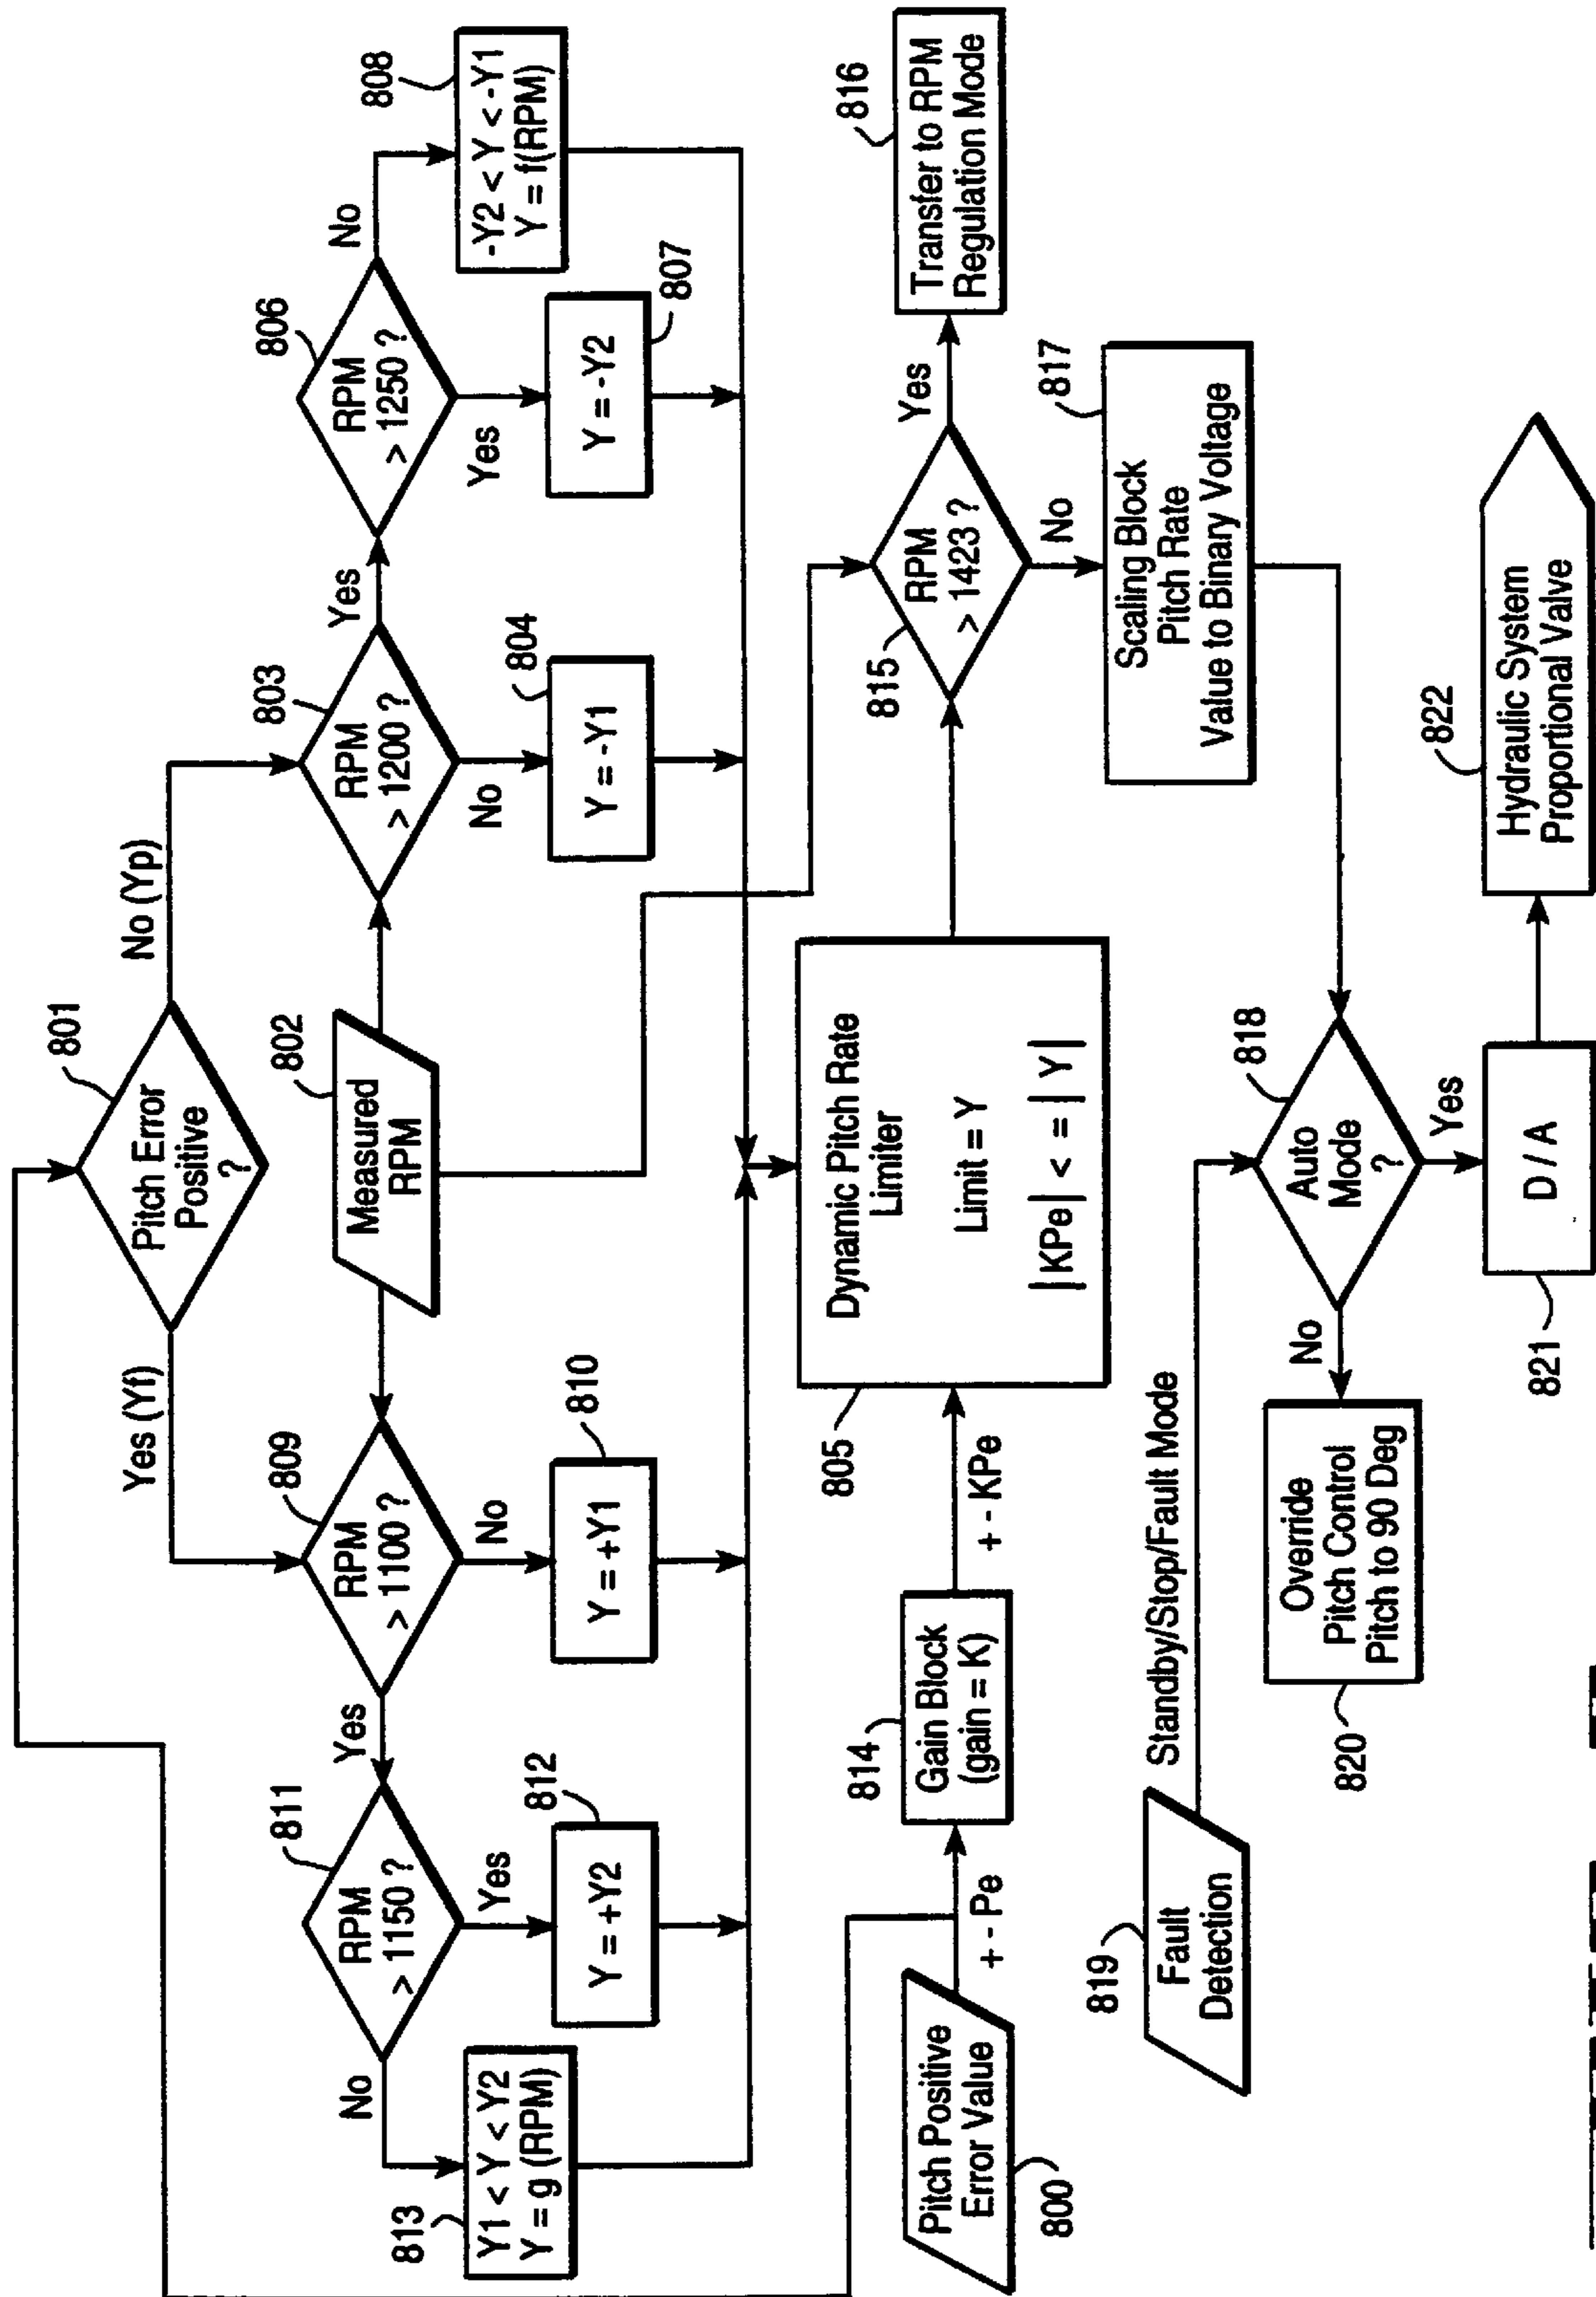 801
Pitch Error
Positive
?
Yes (Yf)
No (Yp)
802
Measured
RPM
803
RPM
> 1200 ?
Yes
No
804
Y = -Y1
806
RPM
> 1250 ?
Yes
No
807
Y = -Y2
808
-Y2 < Y < -Y1
Y = f(RPM)
809
RPM
> 1100 ?
Yes
No
810
Y = +Y1
811
RPM
> 1150 ?
Yes
No
812
Y = +Y2
813
Y1 < Y < Y2
Y = g (RPM)
800
Pitch Positive
Error Value
+ - Pe
814
Gain Block
(gain = K)
+ - KPe
805
Dynamic Pitch Rate
Limiter
Limit = Y
|KPe| < = | Y |
815
RPM
> 1423 ?
Yes
No
816
Transfer to RPM
Regulation Mode
817
Scaling Block
Pitch Rate
Value to Binary Voltage
819
Fault
Detection
Standby/Stop/Fault Mode
818
Auto
Mode
?
No
Yes
820
Override
Pitch Control
Pitch to 90 Deg
821
D / A
822
Hydraulic System
Proportional Valve